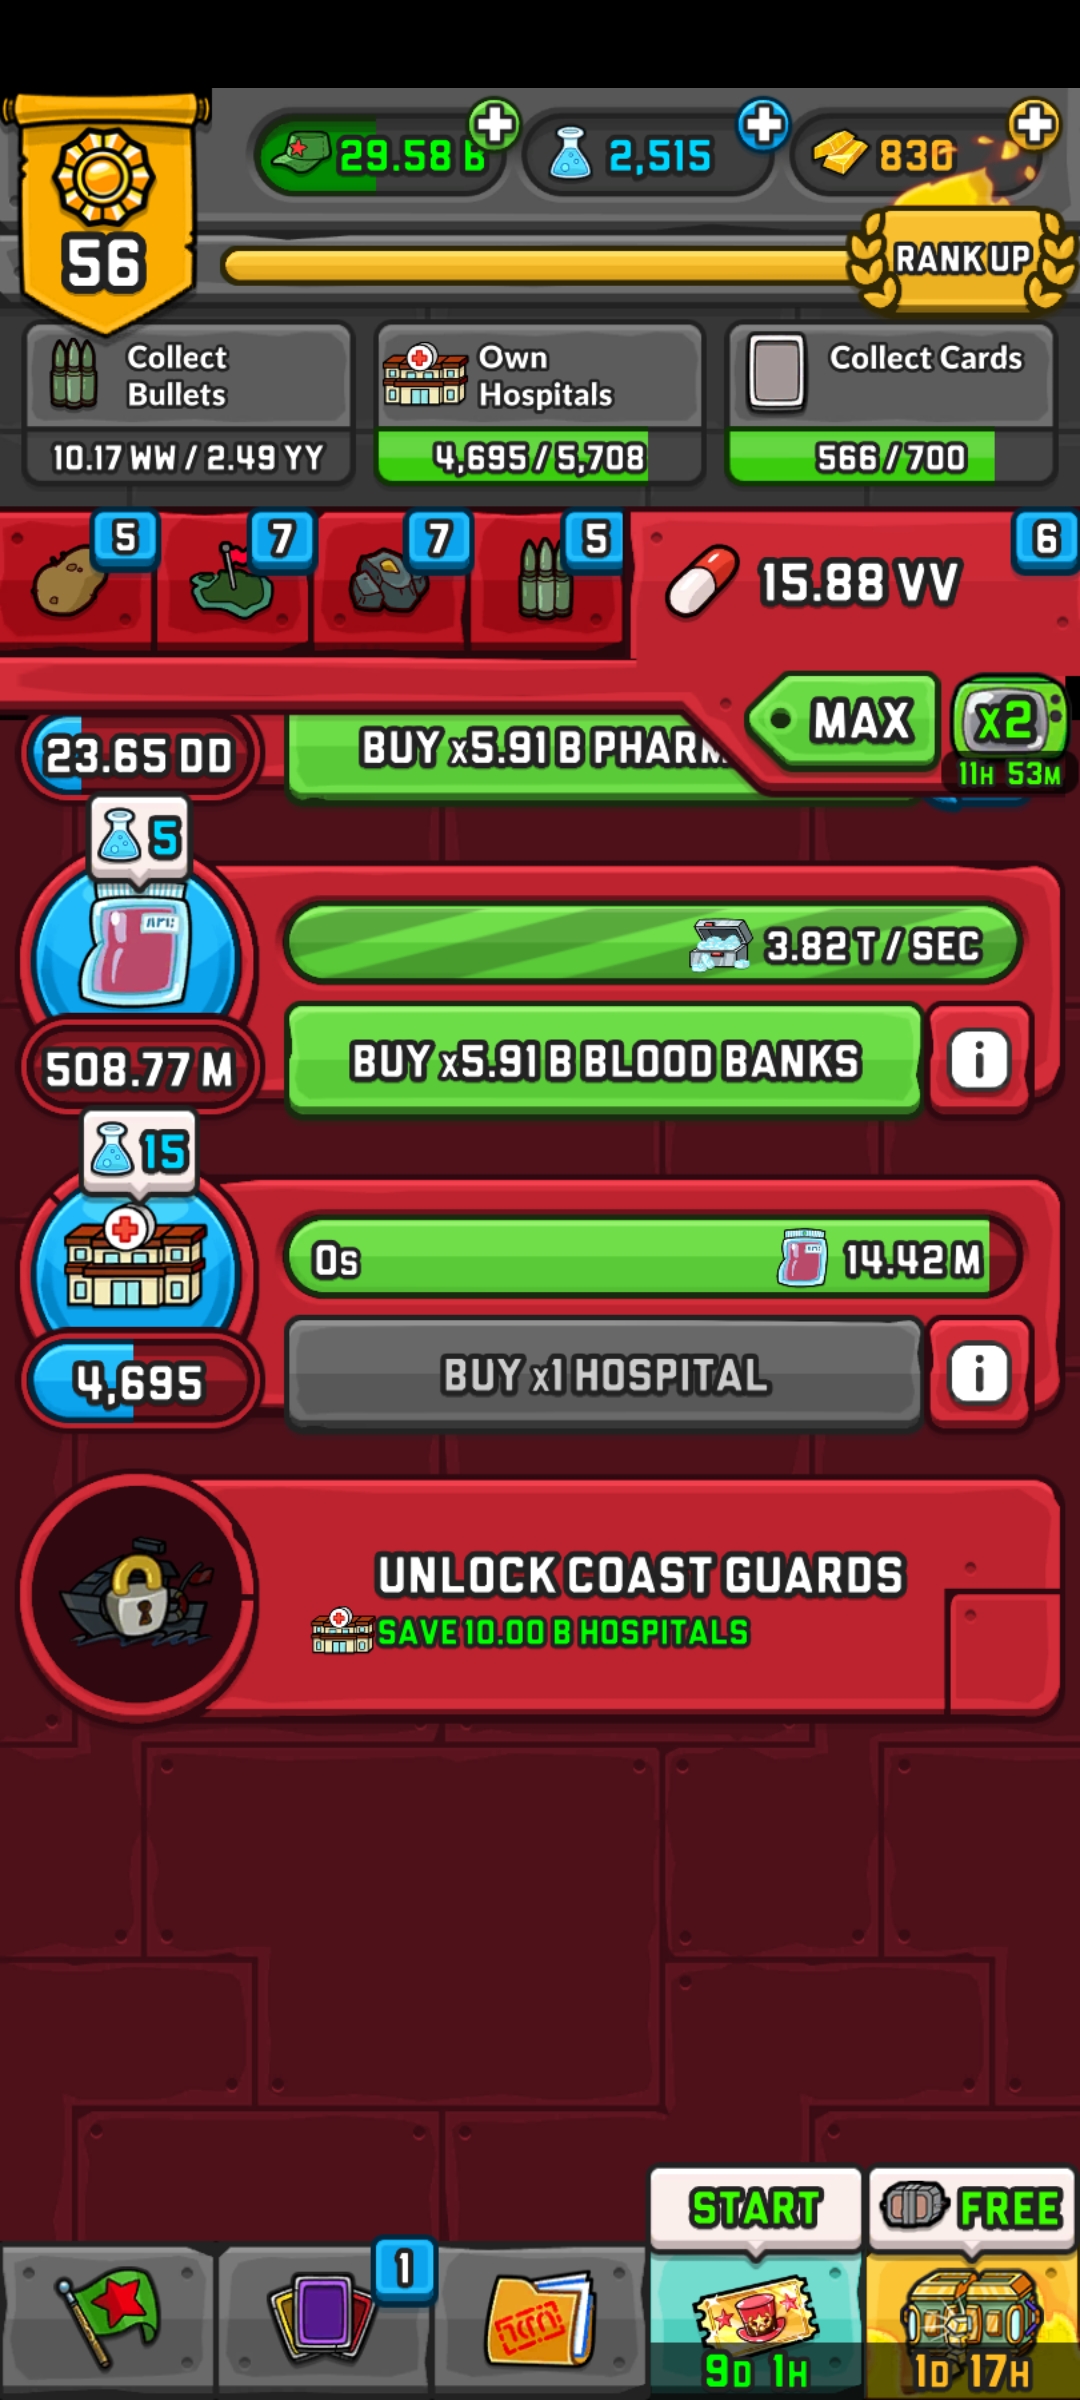 29.58 B
2,515
830
56
RANK UP
Collect
Bullets
10.17 WW / 2.49 YY
Own
Hospitals
4,695 / 5,708
Collect Cards
566 / 700
5
7
7
5
6
15.88 VV
MAX
x2
11H 53M
23.65 DD
BUY x5.91 B PHARM
5
3.82 T / SEC
508.77 M
BUY x5.91 B BLOOD BANKS
i
15
0s
14.42 M
4,695
BUY x1 HOSPITAL
i
UNLOCK COAST GUARDS
SAVE 10.00 B HOSPITALS
START
FREE
1
9D 1H
1D 17H